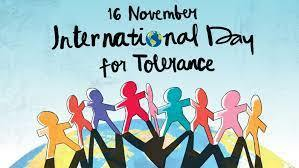 16 November
International Day
for Tolerance